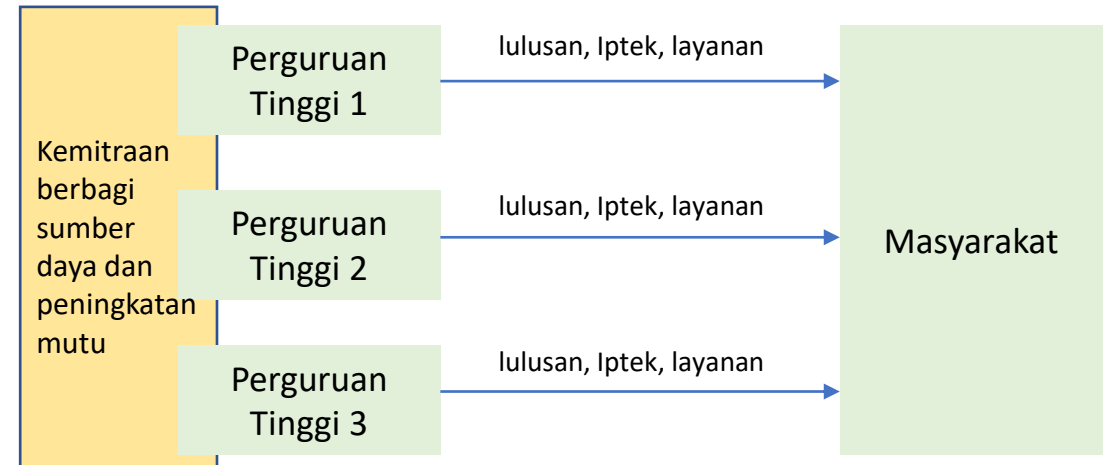 Kemitraan
berbagi
sumber
daya dan
peningkatan
mutu
Perguruan
Tinggi 1
lulusan, Iptek, layanan
Perguruan
Tinggi 2
lulusan, Iptek, layanan
Perguruan
Tinggi 3
lulusan, Iptek, layanan
Masyarakat